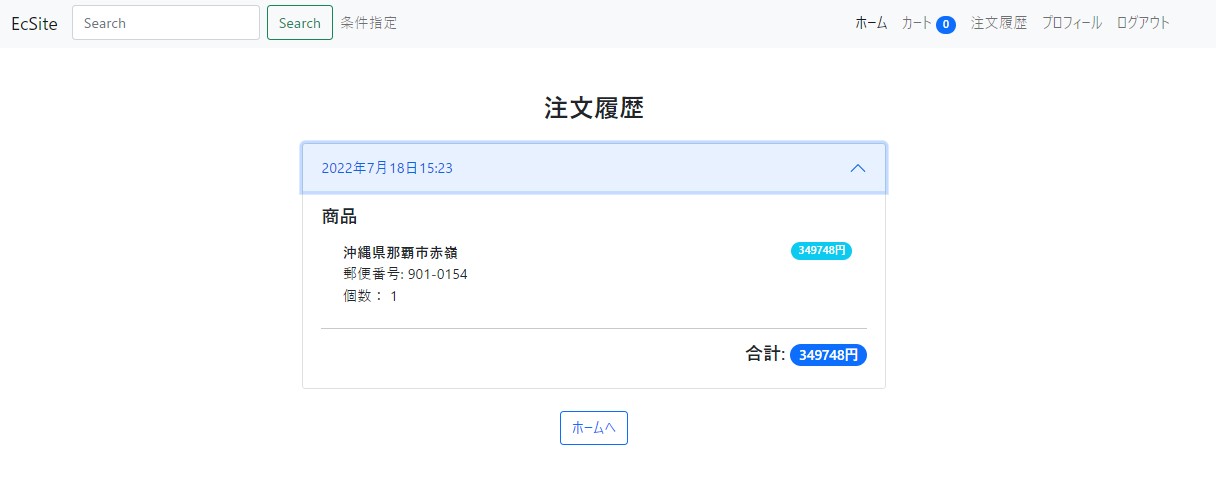 EcSite Search Search 条件指定 ホーム カート 0 注文履歴 プロフィール ログアウト
注文履歴
2022年7月18日15:23
商品
沖縄県那覇市赤嶺 349748円
郵便番号: 901-0154
個数： 1
合計: 349748円
ホームへ